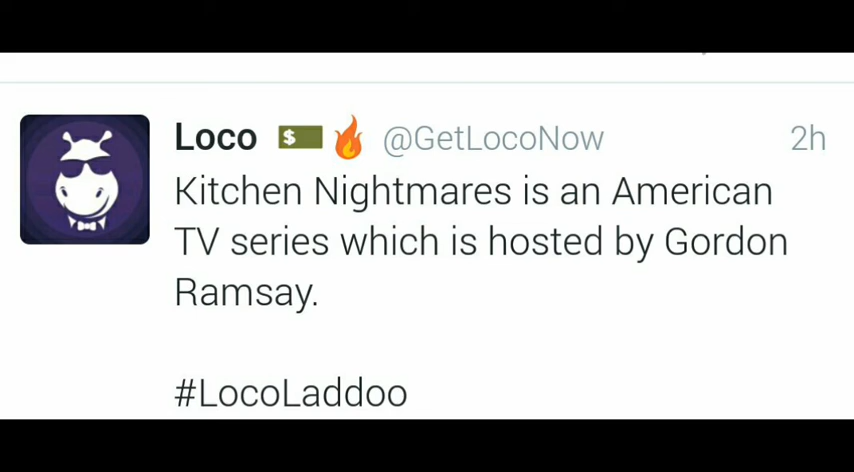 Loco 💵🔥 @GetLocoNow 2h
Kitchen Nightmares is an American
TV series which is hosted by Gordon
Ramsay.
#LocoLaddoo